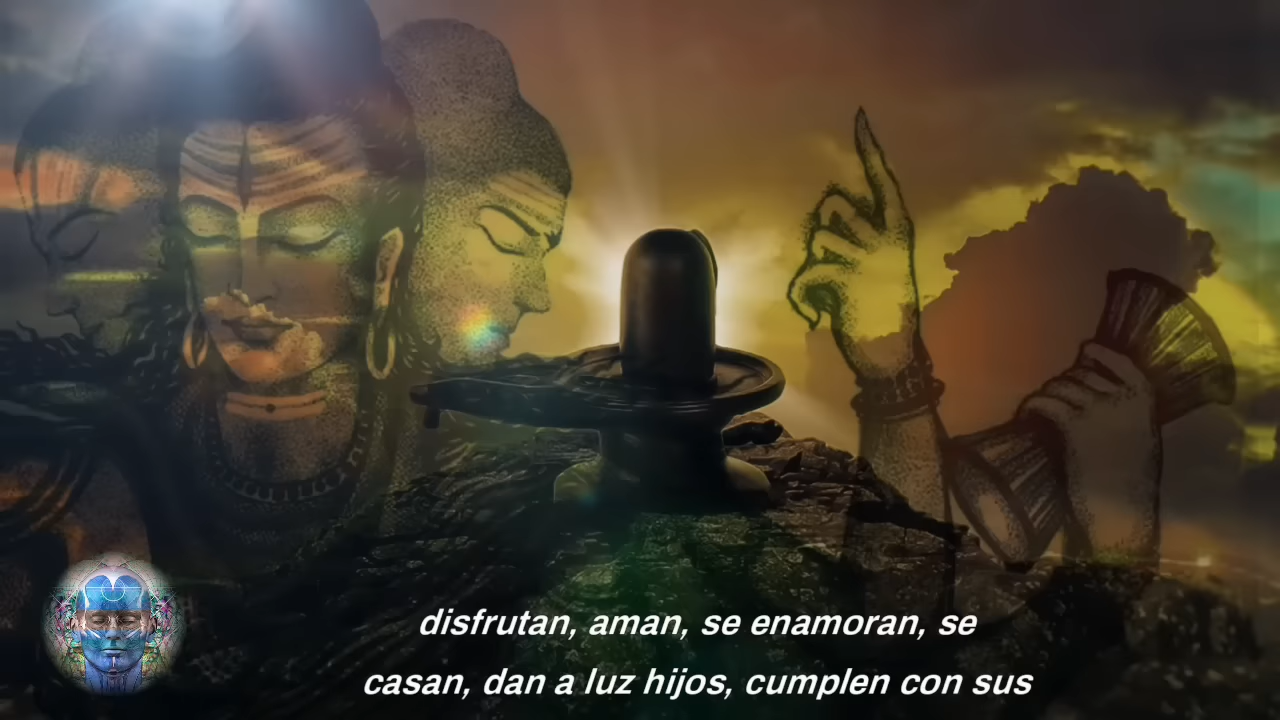 disfrutan, aman, se enamoran, se
casan, dan a luz hijos, cumplen con sus